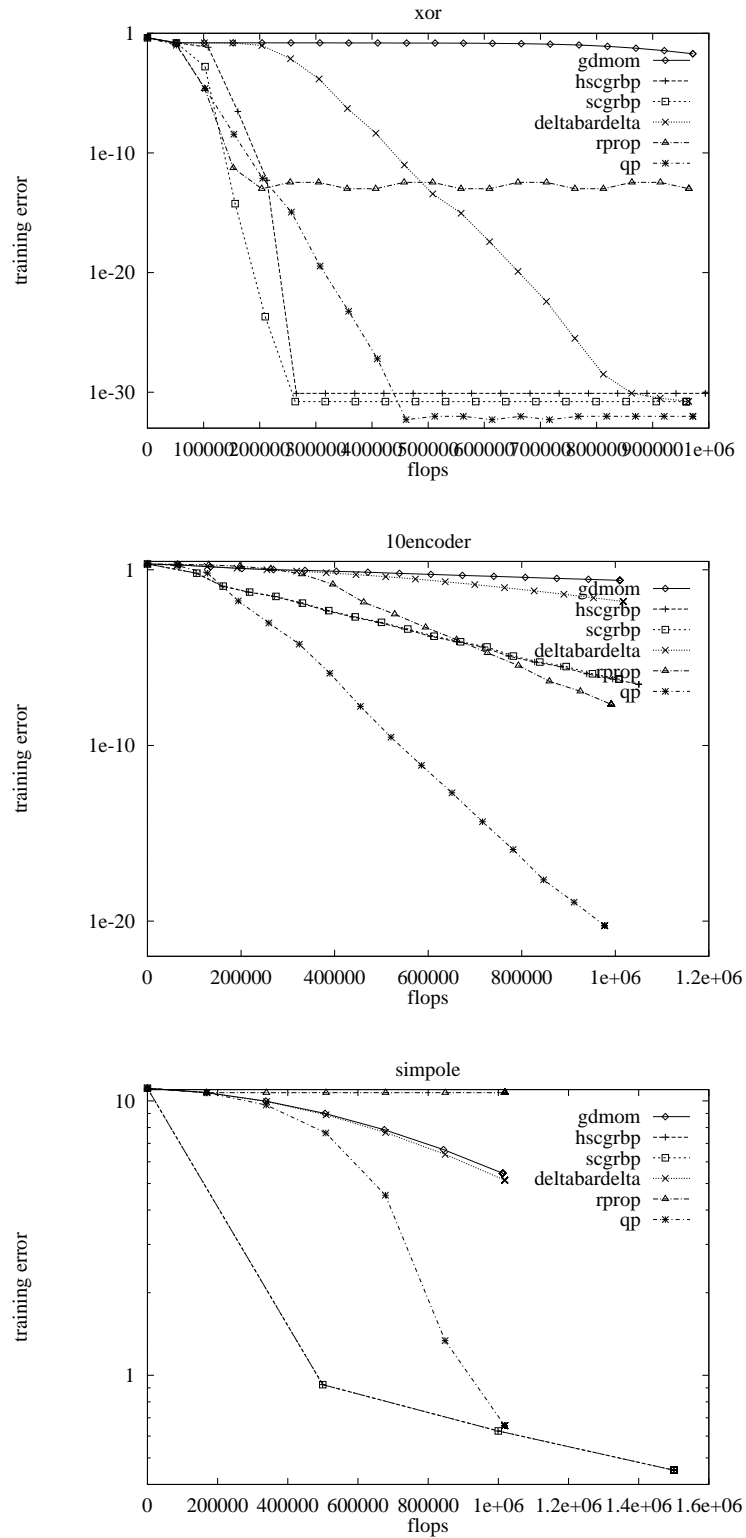 xor
1
gdmom
hscgrbp
scgrbp
deltabardelta
rprop
qp
1e-10
1e-20
1e-30
training error
0 100000 200000 300000 400000 500000 600000 700000 800000 900000 1e+06
flops
10encoder
1
gdmom
hscgrbp
scgrbp
deltabardelta
rprop
qp
1e-10
1e-20
training error
0 200000 400000 600000 800000 1e+06 1.2e+06
flops
simpole
10
gdmom
hscgrbp
scgrbp
deltabardelta
rprop
qp
1
training error
0 200000 400000 600000 800000 1e+06 1.2e+06 1.4e+06 1.6e+06
flops